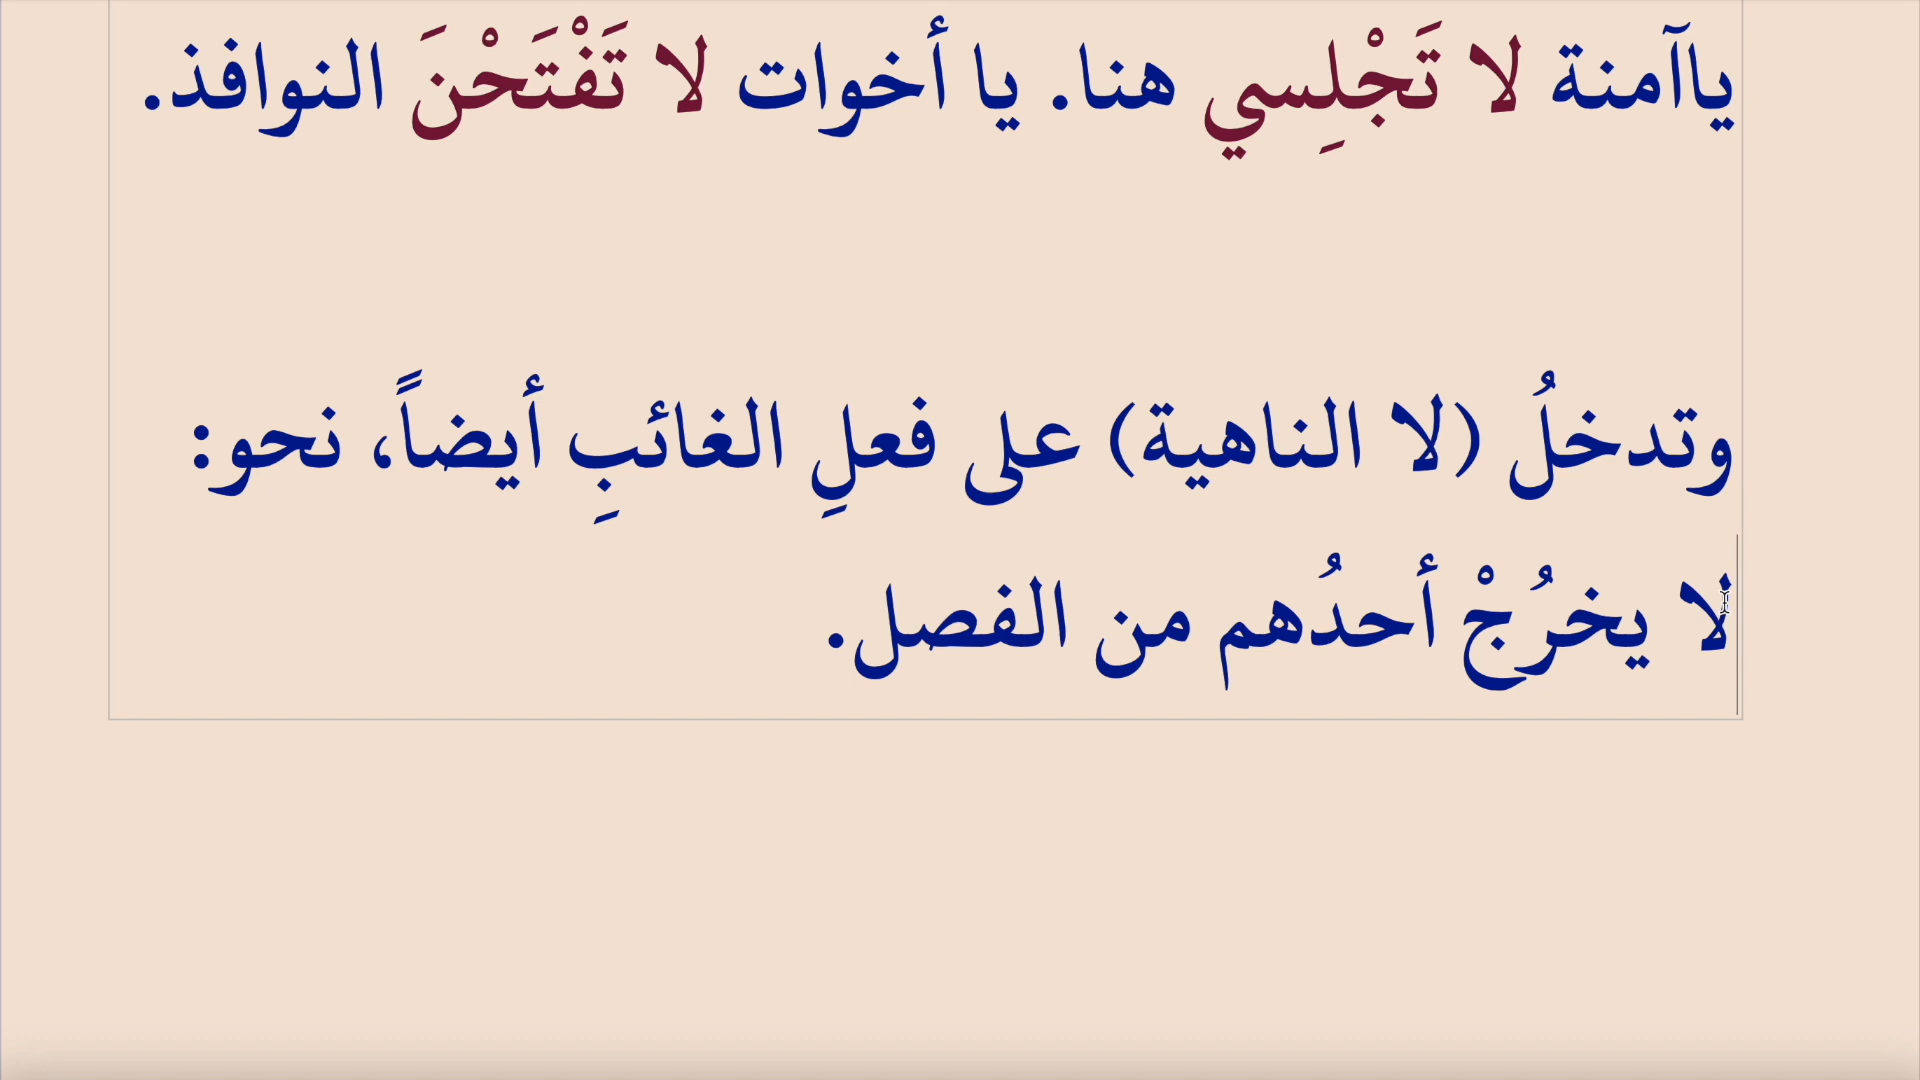 ياآمنة لا تَجْلِسي هنا. يا أخوات لا تَفْتَحْنَ النوافذ.
وتدخلُ (لا الناهية) على فعلِ الغائبِ أيضاً، نحو:
لا يخرُجْ أحدُهم من الفصل.